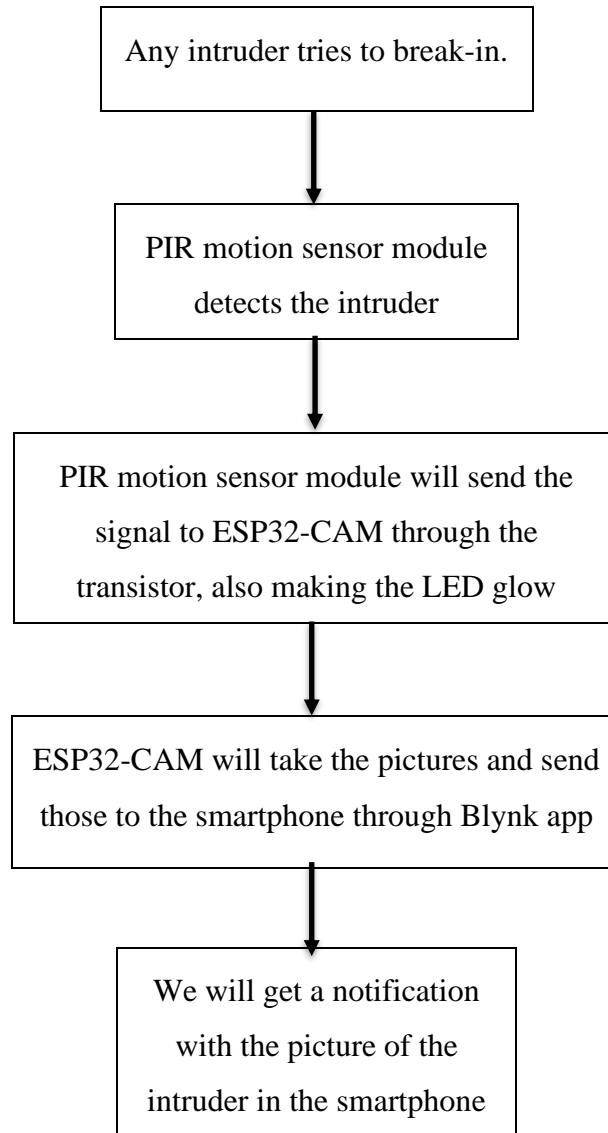 Any intruder tries to break-in.
PIR motion sensor module
detects the intruder
PIR motion sensor module will send the
signal to ESP32-CAM through the
transistor, also making the LED glow
ESP32-CAM will take the pictures and send
those to the smartphone through Blynk app
We will get a notification
with the picture of the
intruder in the smartphone